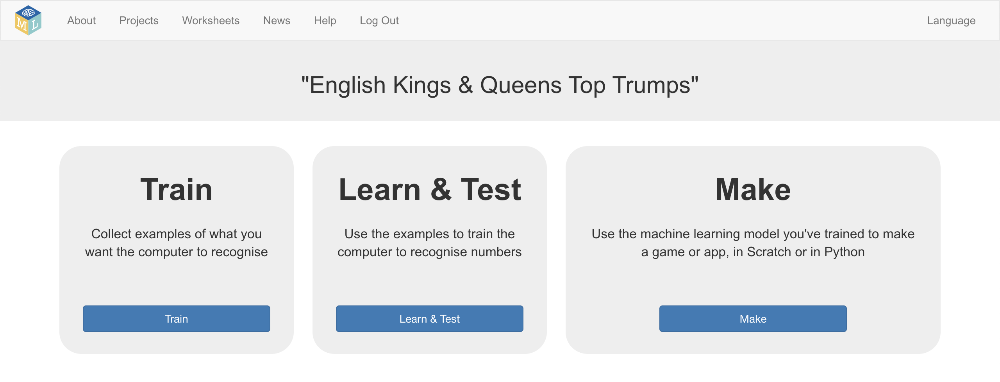 M L
About
Projects
Worksheets
News
Help
Log Out
Language
"English Kings & Queens Top Trumps"
Train
Collect examples of what you
want the computer to recognise
Train
Learn & Test
Use the examples to train the
computer to recognise numbers
Learn & Test
Make
Use the machine learning model you've trained to make
a game or app, in Scratch or in Python
Make